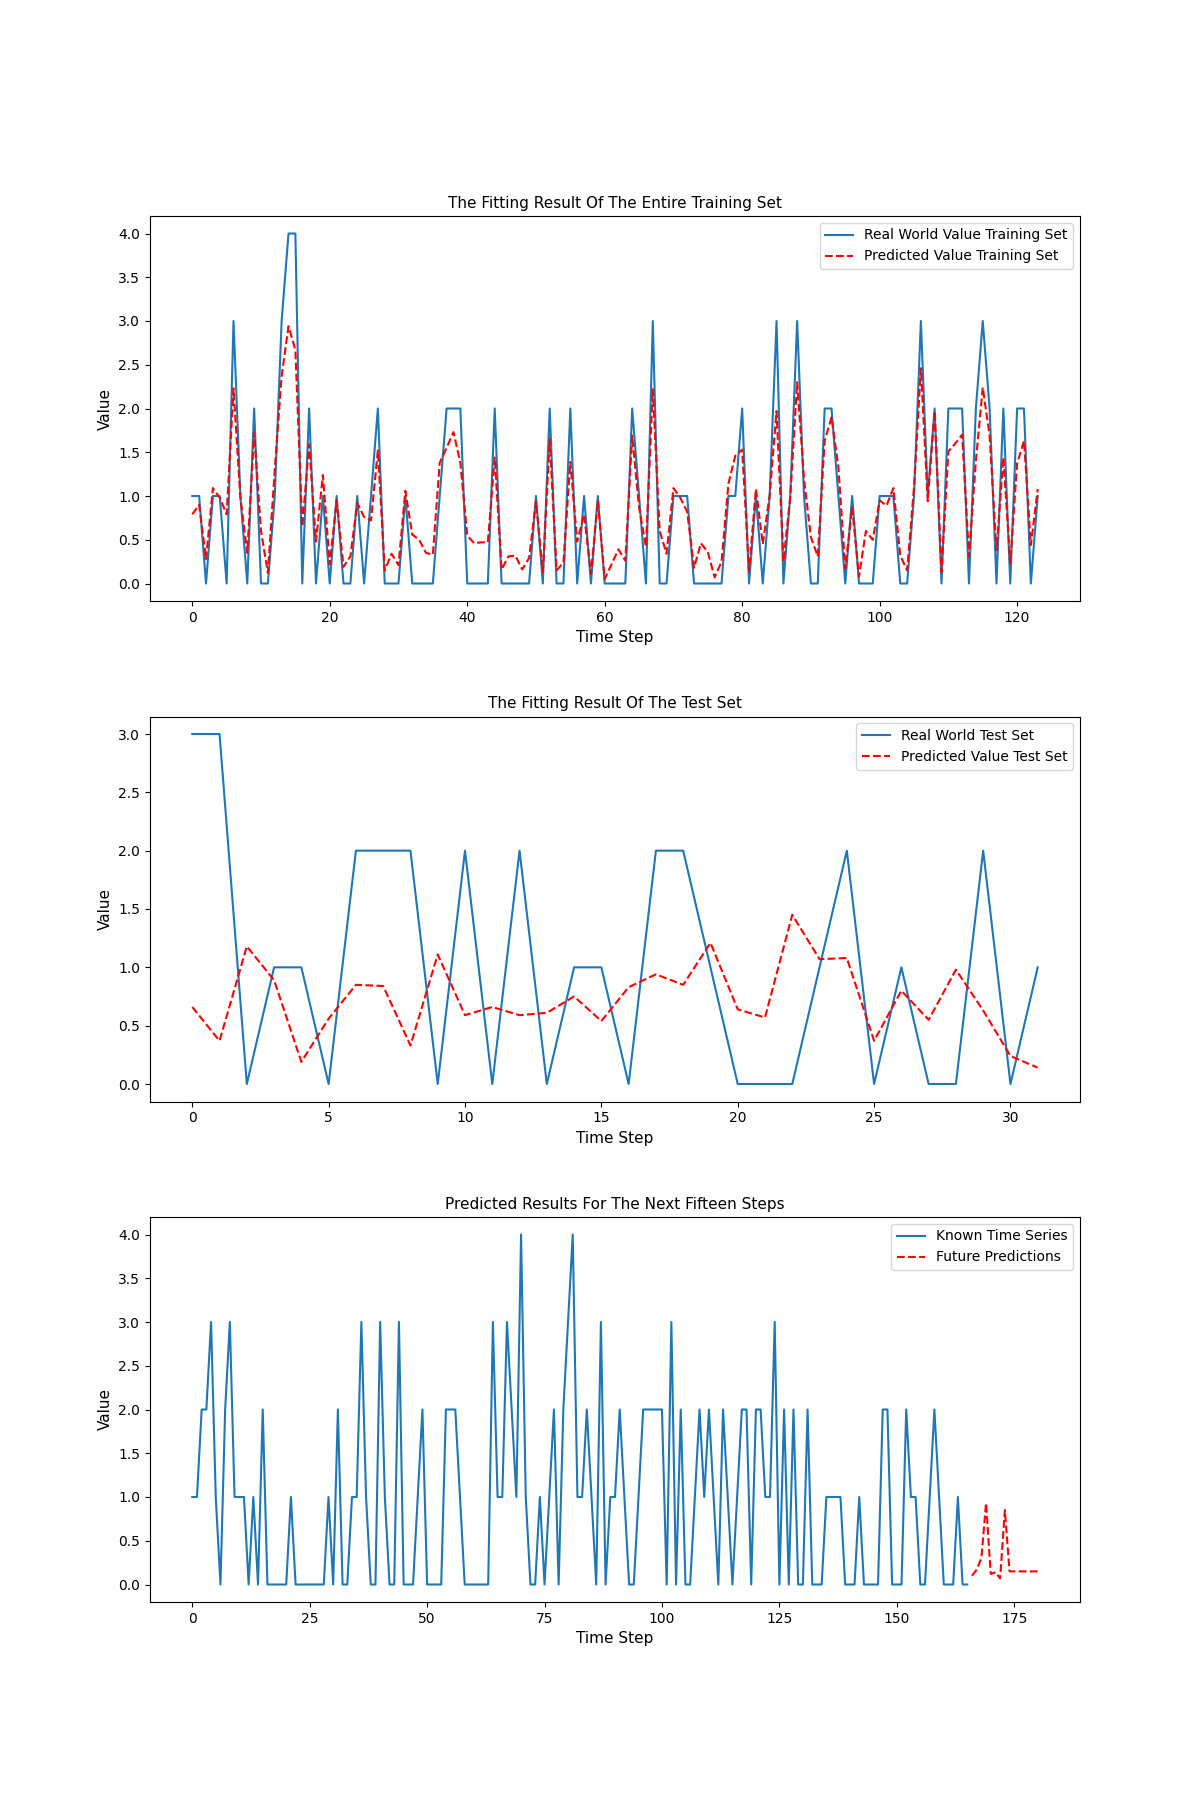 The Fitting Result Of The Entire Training Set
4.0
3.5
3.0
2.5
2.0
1.5
1.0
0.5
0.0
Value
Real World Value Training Set
Predicted Value Training Set
0 20 40 60 80 100 120
Time Step
The Fitting Result Of The Test Set
3.0
2.5
2.0
1.5
1.0
0.5
0.0
Value
Real World Test Set
Predicted Value Test Set
0 5 10 15 20 25 30
Time Step
Predicted Results For The Next Fifteen Steps
4.0
3.5
3.0
2.5
2.0
1.5
1.0
0.5
0.0
Value
Known Time Series
Future Predictions
0 25 50 75 100 125 150 175
Time Step